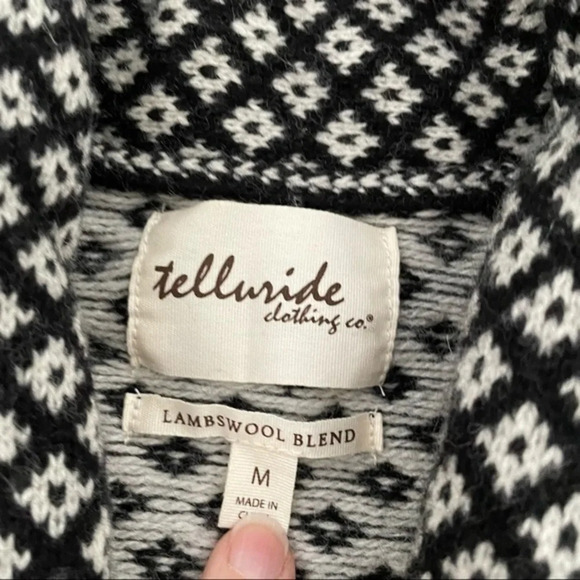 telluride
clothing co.®
LAMBSWOOL BLEND
M
MADE IN